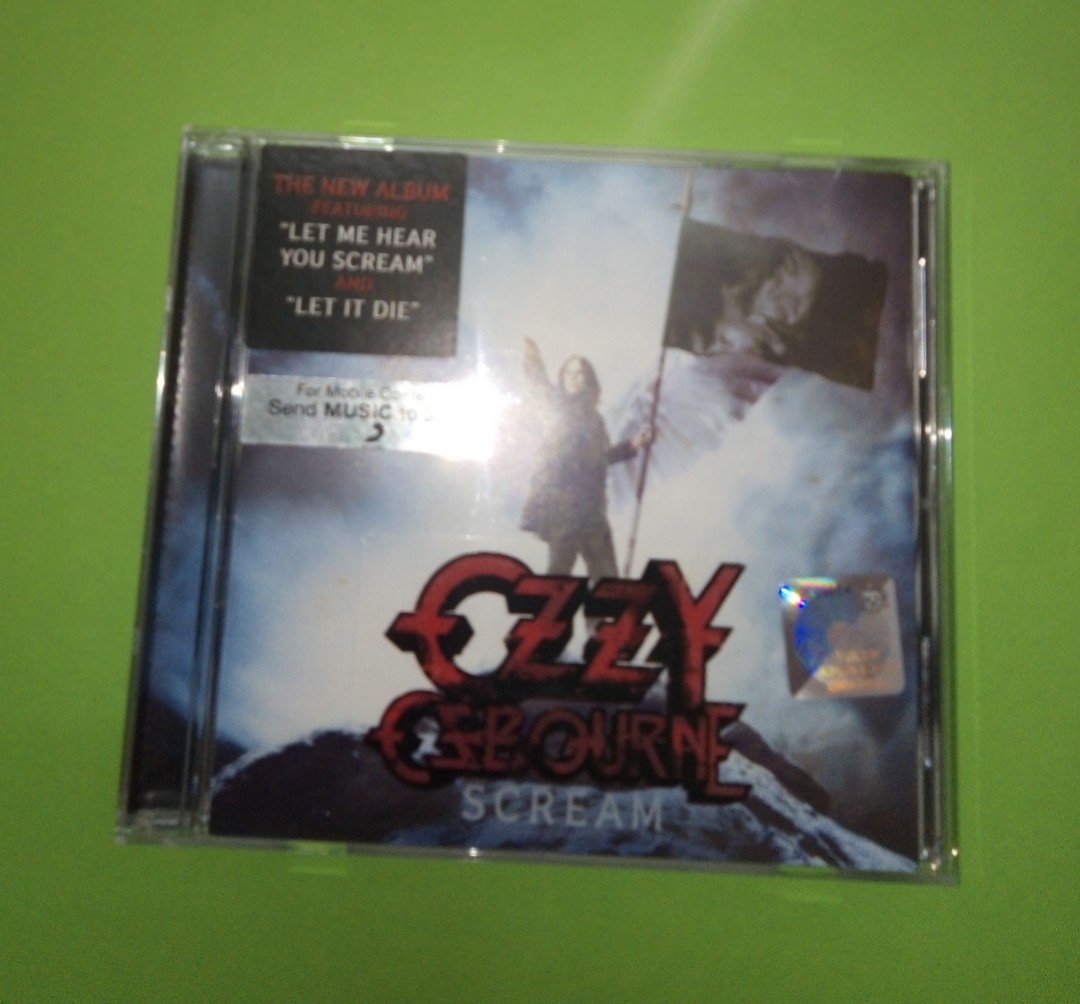 THE NEW ALBUM
FEATURING
"LET ME HEAR
YOU SCREAM"
AND
"LET IT DIE"
For Mobile
Send MUSIC to
OZZY
OSBOURNE
SCREAM